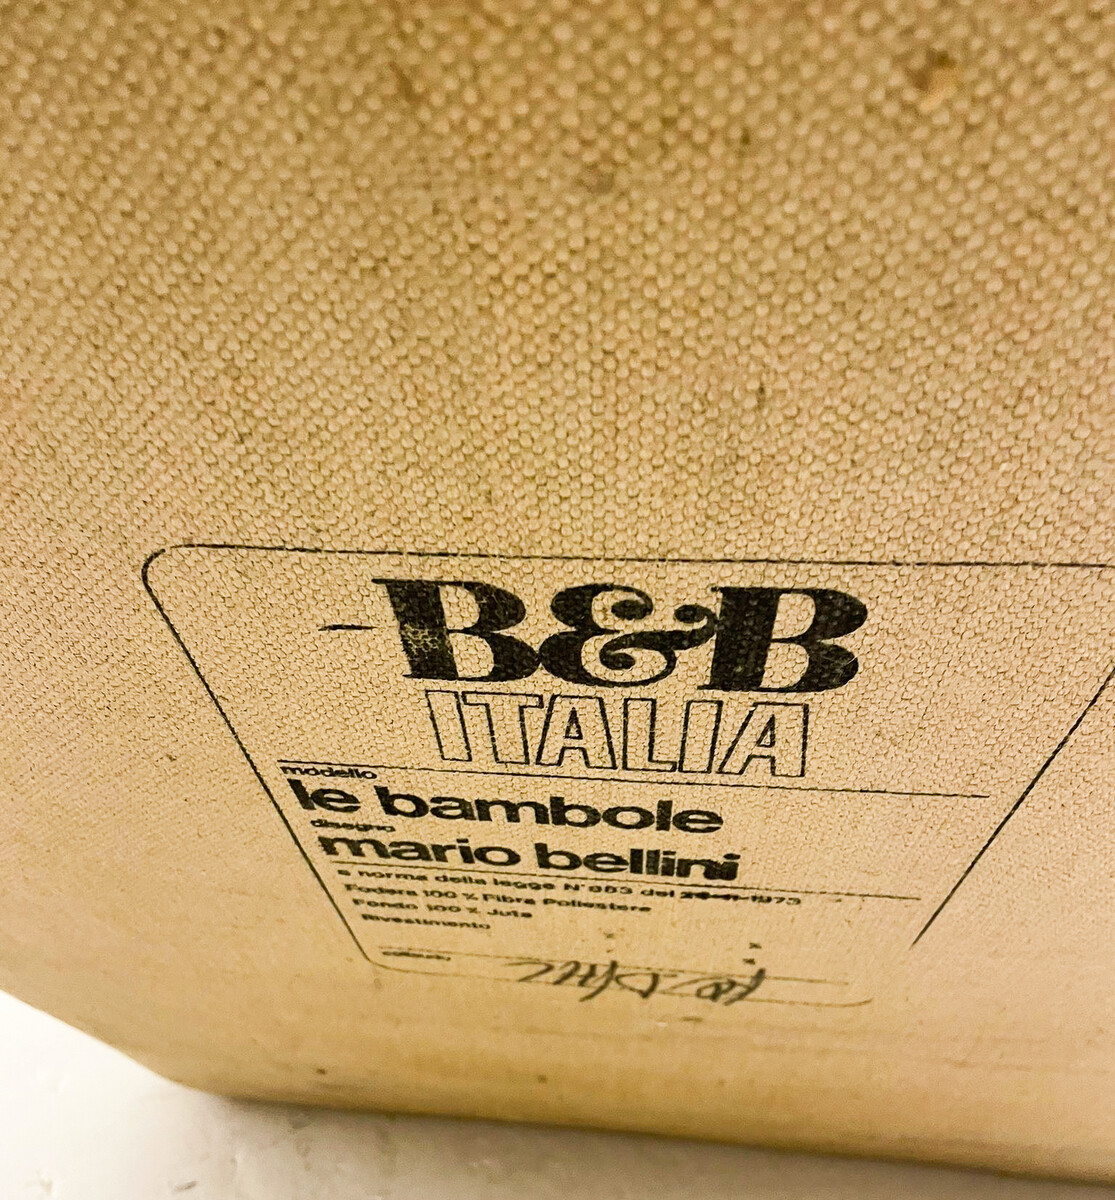 B&B
ITALIA
modello
le bambole
disegno
mario bellini
a norma della legge N° 883 del 26-11-1973
Fodera 100 % Fibra Poliestere
Fondo 100 % Juta
Rivestimento
collaudo